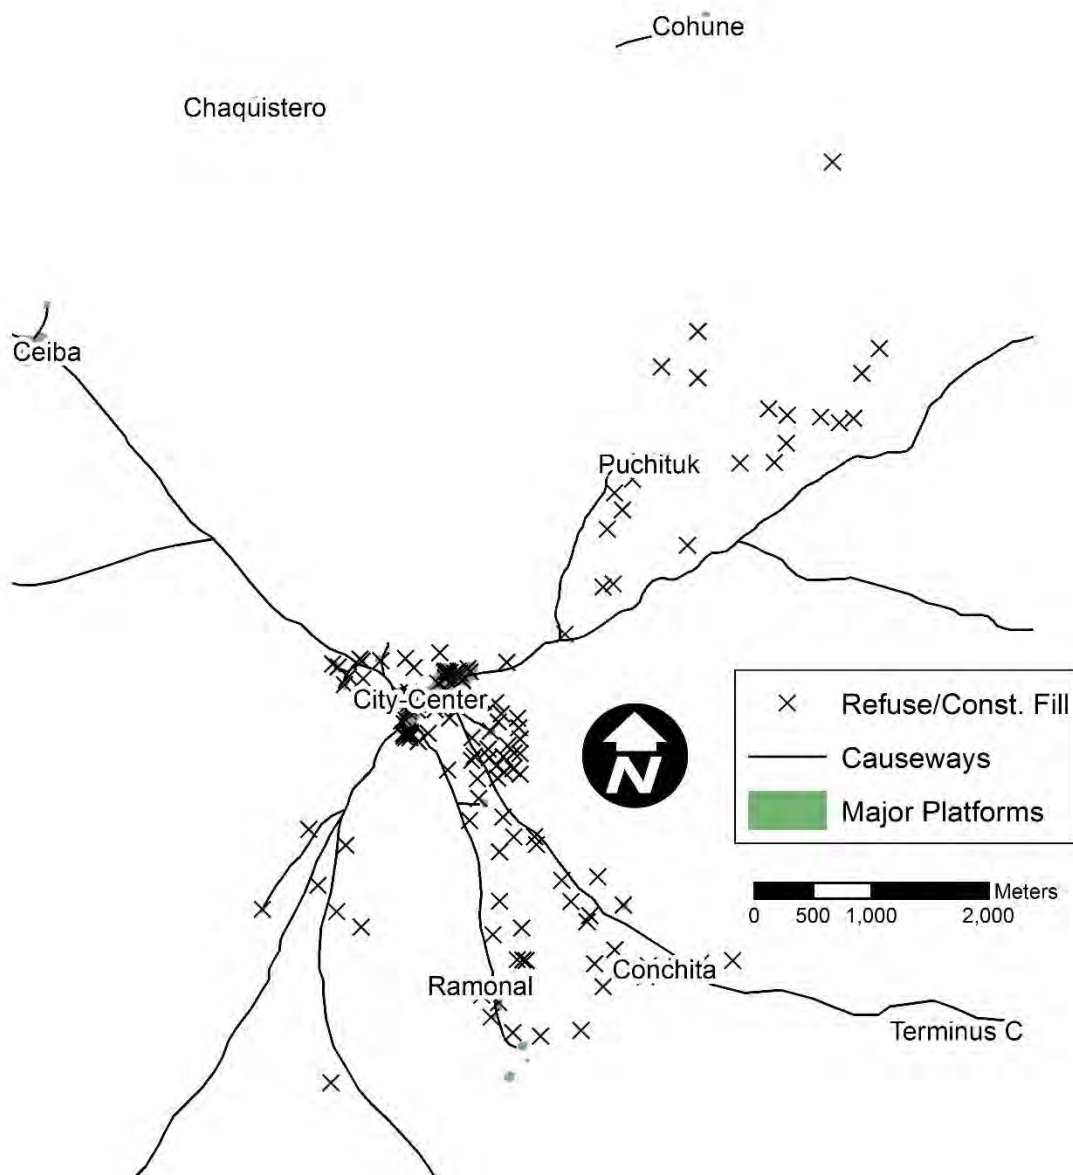 Cohune
Chaquistero
Ceiba
Puchituk
City-Center
N
Refuse/Const. Fill
Causeways
Major Platforms
Meters
0 500 1,000 2,000
Conchita
Ramonal
Terminus C